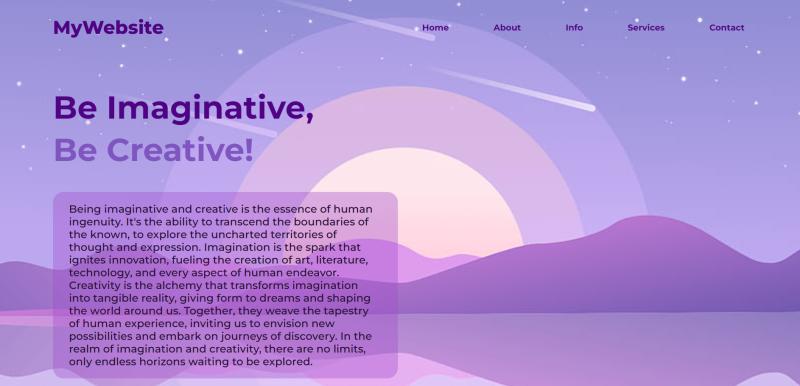 MyWebsite
Home About Info Services Contact
Be Imaginative,
Be Creative!
Being imaginative and creative is the essence of human
ingenuity. It's the ability to transcend the boundaries of
the known, to explore the uncharted territories of
thought and expression. Imagination is the spark that
ignites innovation, fueling the creation of art, literature,
technology, and every aspect of human endeavor.
Creativity is the alchemy that transforms imagination
into tangible reality, giving form to dreams and shaping
the world around us. Together, they weave the tapestry
of human experience, inviting us to envision new
possibilities and embark on journeys of discovery. In the
realm of imagination and creativity, there are no limits,
only endless horizons waiting to be explored.